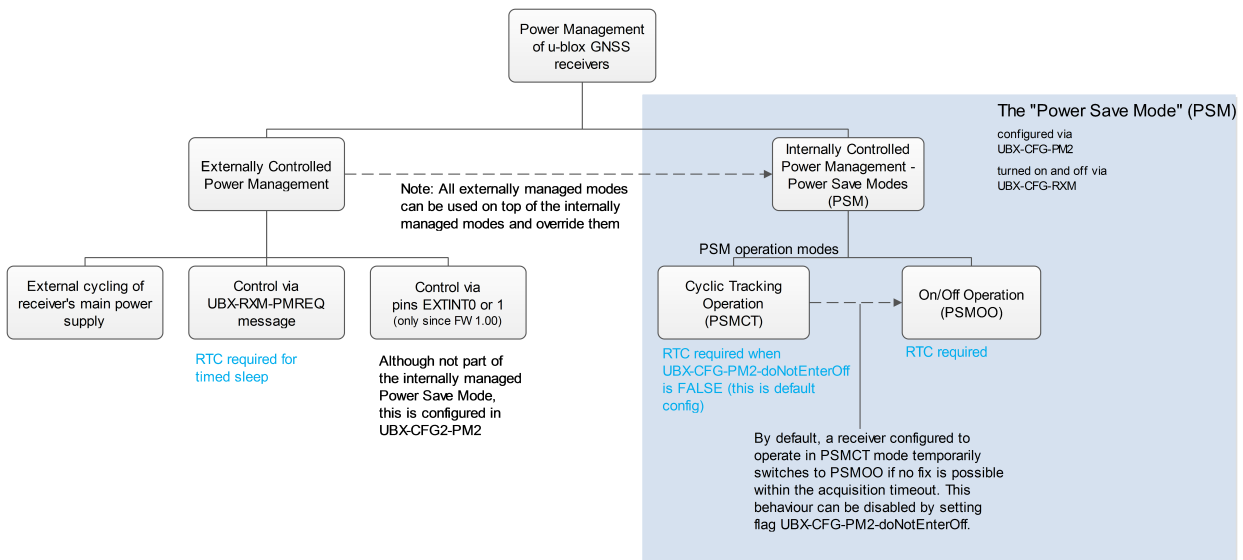 Power Management
of u-blox GNSS
receivers
The "Power Save Mode" (PSM)
configured via
UBX-CFG-PM2
turned on and off via
UBX-CFG-RXM
Externally Controlled
Power Management
Internally Controlled
Power Management -
Power Save Modes
(PSM)
Note: All externally managed modes
can be used on top of the internally
managed modes and override them
PSM operation modes
External cycling of
receiver's main power
supply
Control via
UBX-RXM-PMREQ
message
RTC required for
timed sleep
Control via
pins EXTINT0 or 1
(only since FW 1.00)
Although not part of
the internally managed
Power Save Mode,
this is configured in
UBX-CFG2-PM2
Cyclic Tracking
Operation
(PSMCT)
RTC required when
UBX-CFG-PM2-doNotEnterOff
is FALSE (this is default
config)
On/Off Operation
(PSMOO)
RTC required
By default, a receiver configured to
operate in PSMCT mode temporarily
switches to PSMOO if no fix is possible
within the acquisition timeout. This
behaviour can be disabled by setting
flag UBX-CFG-PM2-doNotEnterOff.